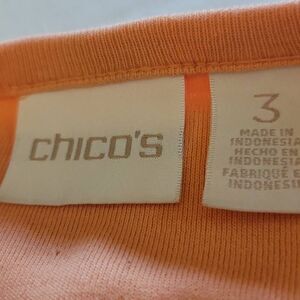 chico's
3
MADE IN
INDONESIA
HECHO EN
INDONESIA
FABRIQUÉ EN
INDONESIE